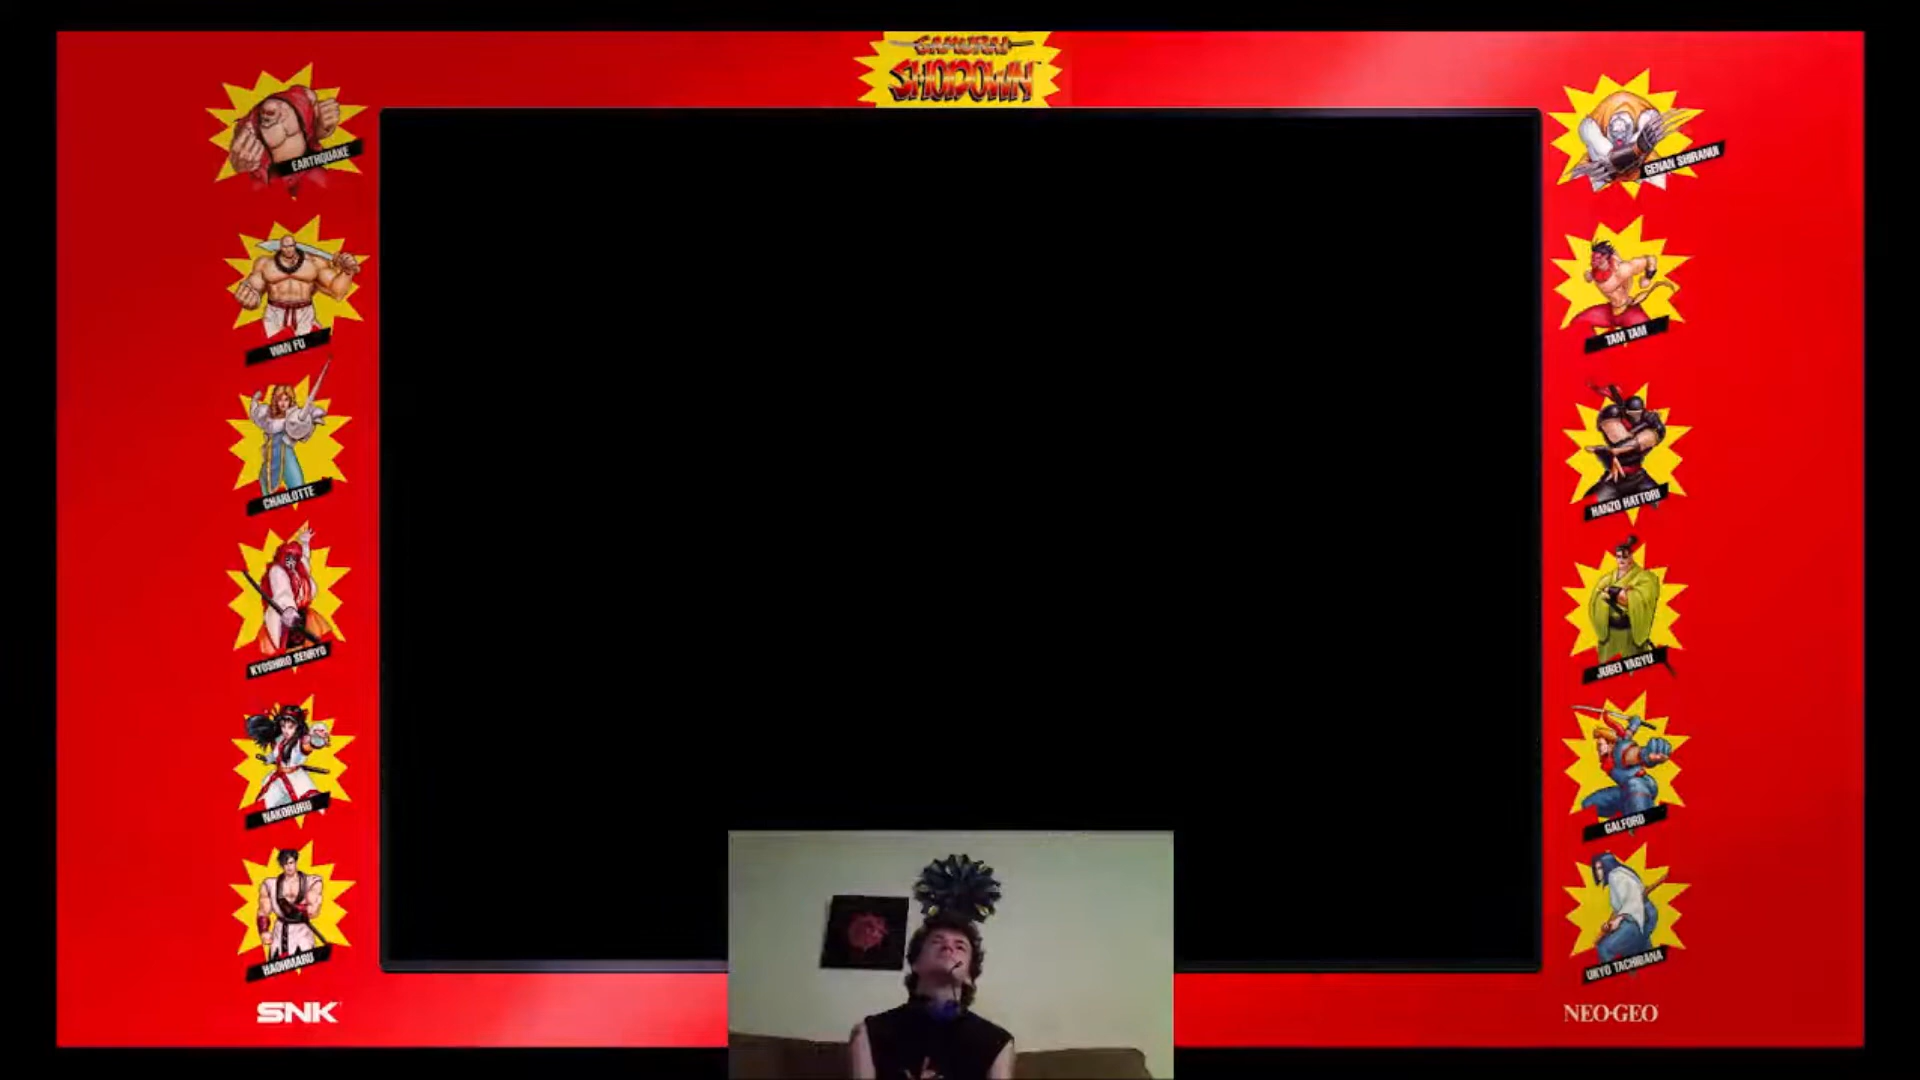 SAMURAI
SHODOWN
EARTHQUAKE
WAN FU
CHARLOTTE
KYOSHIRO SENRYO
NAKORURU
HAOHMARU
SNK
GENAN SHIRANUI
TAM TAM
HANZO HATTORI
JUBEI YAGYU
GALFORD
UKYO TACHIBANA
NEO·GEO